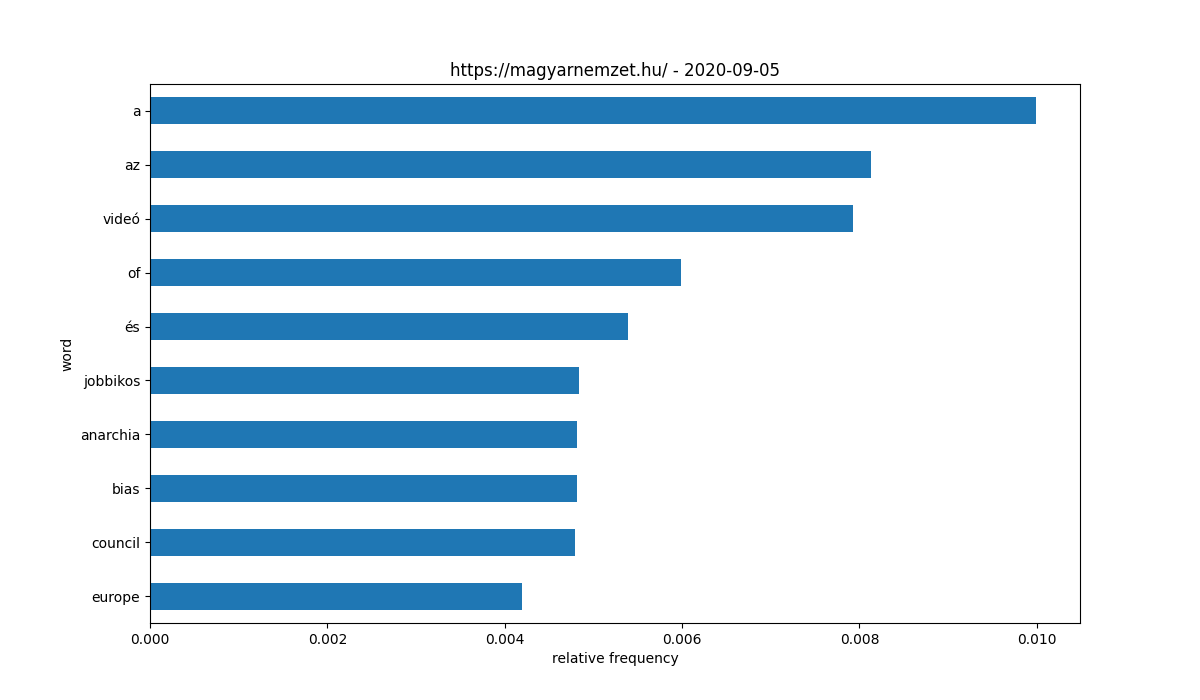 https://magyarnemzet.hu/ - 2020-09-05
a
az
videó
of
és
jobbikos
anarchia
bias
council
europe
word
0.000 0.002 0.004 0.006 0.008 0.010
relative frequency